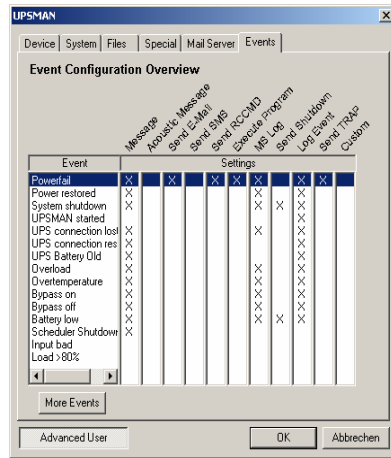 UPSMAN
Device System Files Special Mail Server Events
Event Configuration Overview
Message Acoustic Message Send E-Mail Send SMS Send RCCMD Execute Program MS Log Send Shutdown Log Event Send TRAP Custom
Event Settings
Powerfail X X X X X X X
Power restored X X X
System shutdown X X X X
UPSMAN started X
UPS connection lost X X X
UPS connection res X X
UPS Battery Old X X
Overload X X X
Overtemperature X X X
Bypass on X X X
Bypass off X X X
Battery low X X X X
Scheduler Shutdown X
Input bad
Load >80%
More Events
Advanced User OK Abbrechen